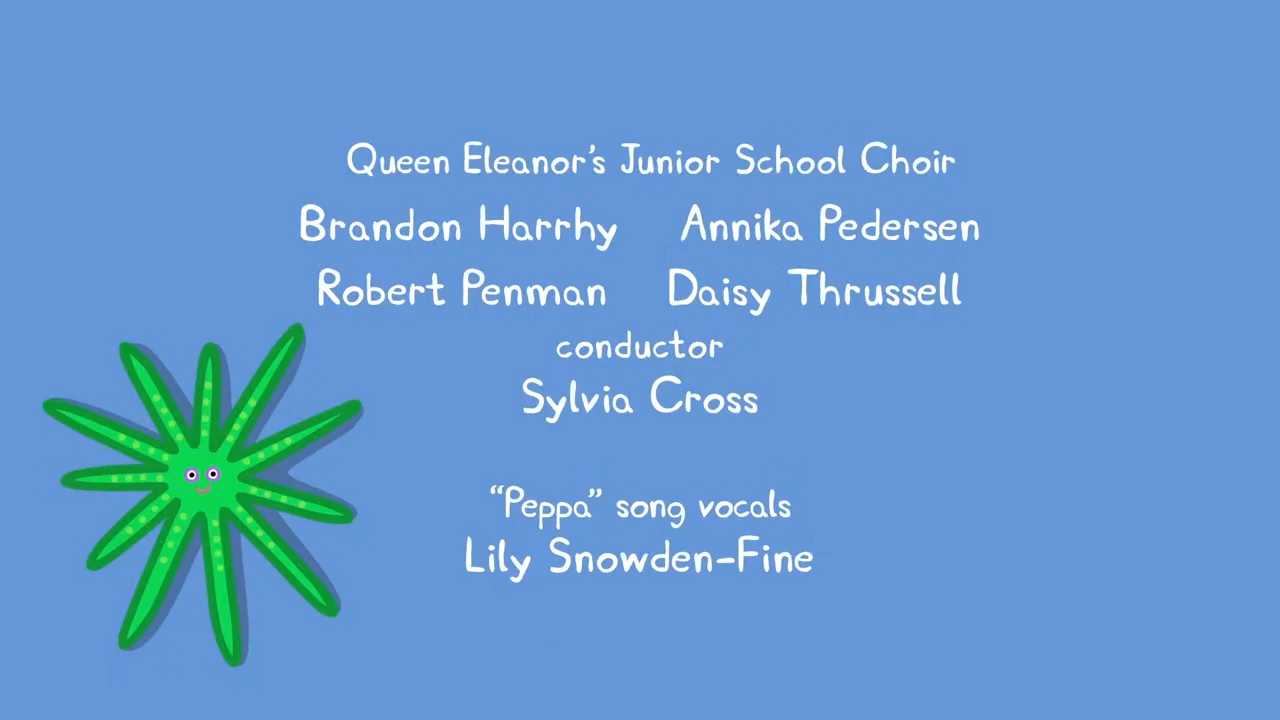 Queen Eleanor's Junior School Choir
Brandon Harrhy Annika Pedersen
Robert Penman Daisy Thrussell
conductor
Sylvia Cross
“Peppa” song vocals
Lily Snowden-Fine